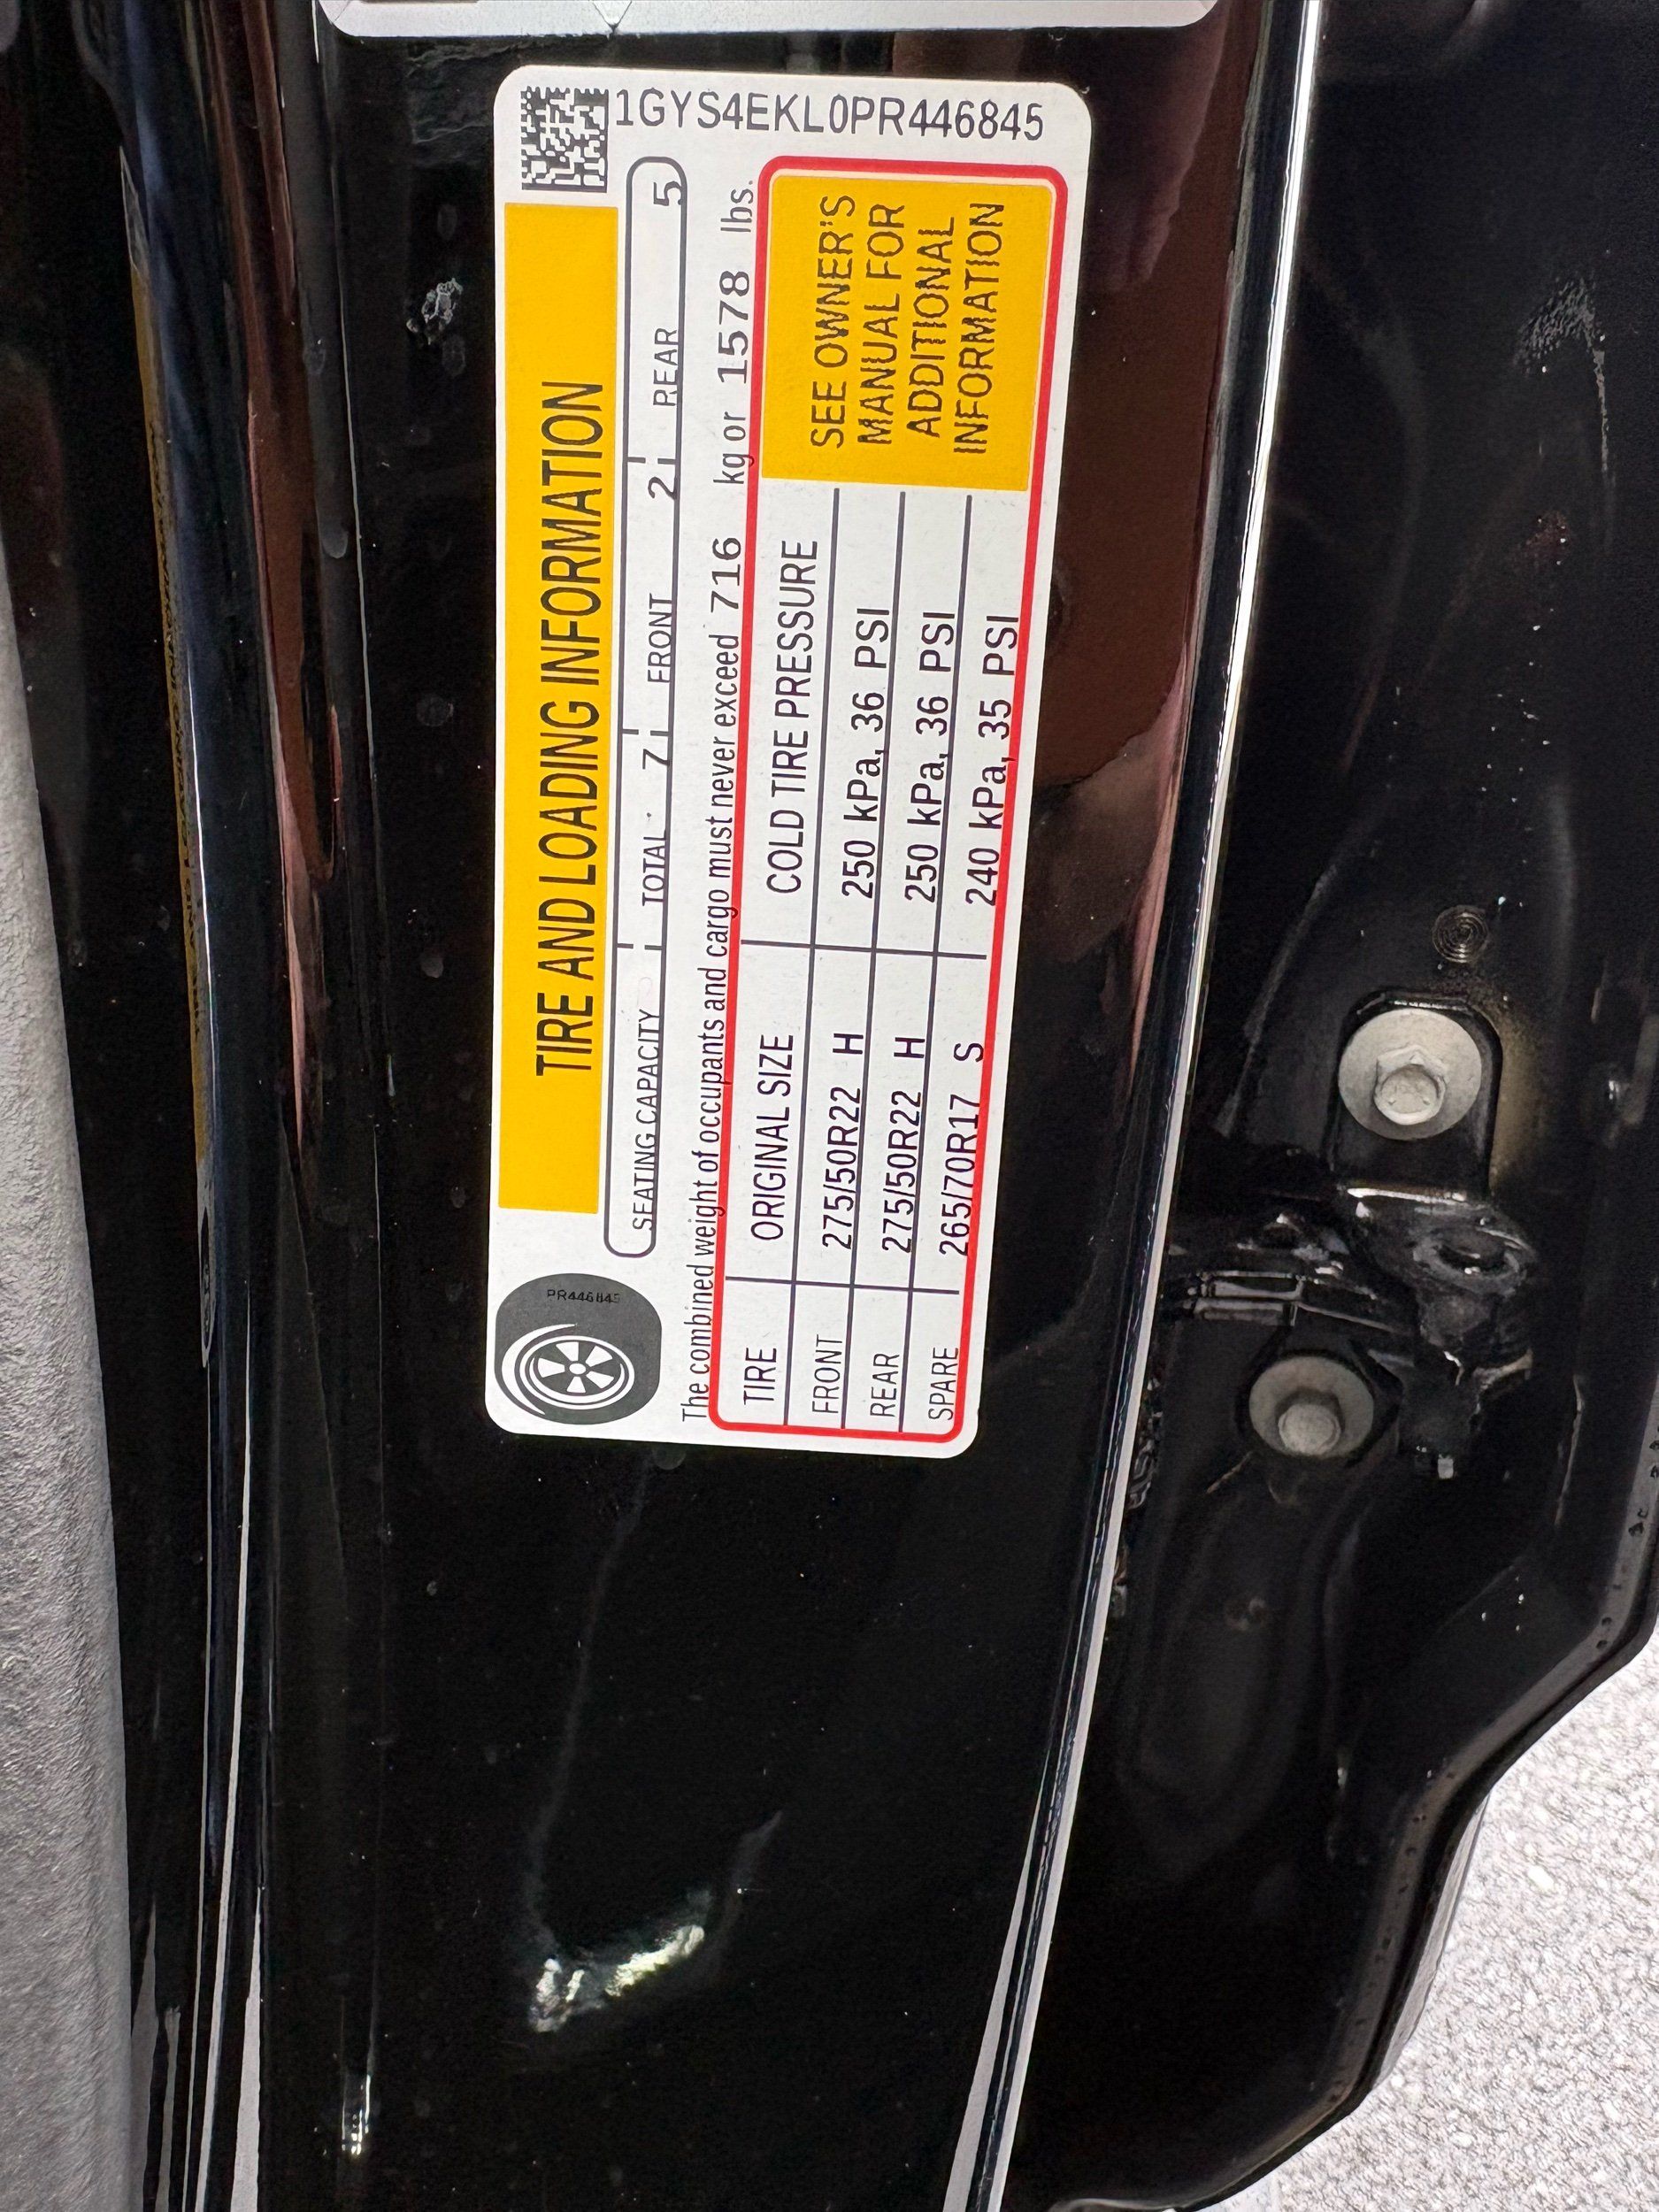 1GYS4EKL0PR446845
TIRE AND LOADING INFORMATION
SEATING CAPACITY TOTAL 7 FRONT 2 REAR 5
The combined weight of occupants and cargo must never exceed 716 kg or 1578 lbs.
TIRE ORIGINAL SIZE COLD TIRE PRESSURE
FRONT 275/50R22 H 250 kPa, 36 PSI
REAR 275/50R22 H 250 kPa, 36 PSI
SPARE 265/70R17 S 240 kPa, 35 PSI
SEE OWNER'S
MANUAL FOR
ADDITIONAL
INFORMATION
PR446845